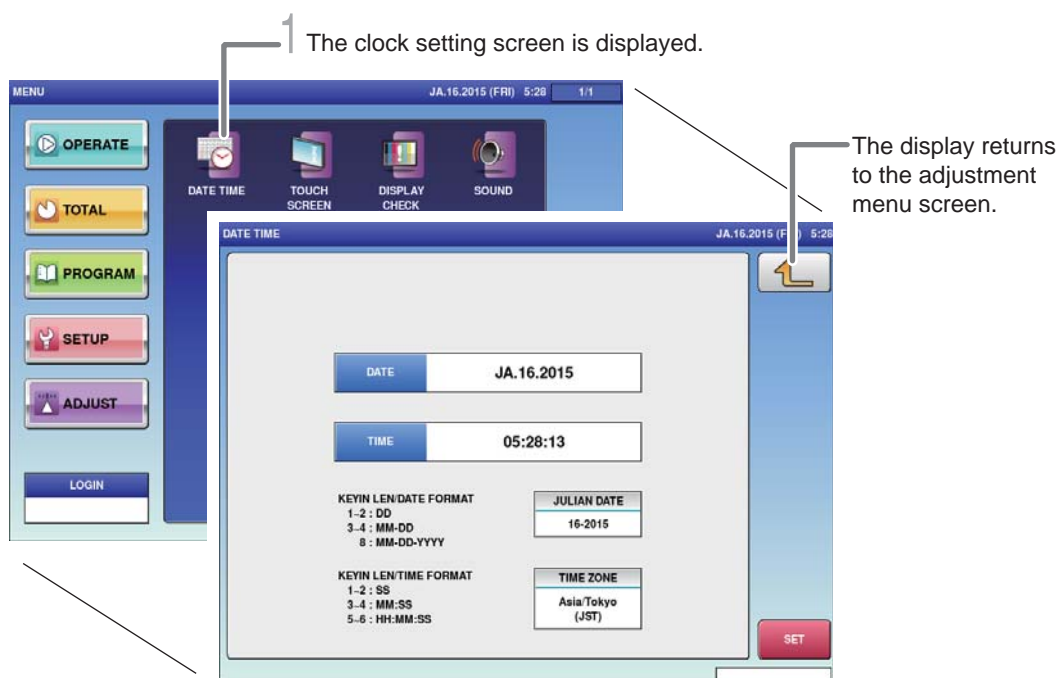 1 The clock setting screen is displayed.
MENU JA.16.2015 (FRI) 5:28 1/1
OPERATE
TOTAL
PROGRAM
SETUP
ADJUST
LOGIN
DATE TIME
TOUCH
SCREEN
DISPLAY
CHECK
SOUND
The display returns
to the adjustment
menu screen.
DATE TIME JA.16.2015 5:28
DATE JA.16.2015
TIME 05:28:13
KEYIN LEN/DATE FORMAT
1~2 : DD
3~4 : MM-DD
8 : MM-DD-YYYY
JULIAN DATE
16-2015
KEYIN LEN/TIME FORMAT
1~2 : SS
3~4 : MM:SS
5~6 : HH:MM:SS
TIME ZONE
Asia/Tokyo
(JST)
SET